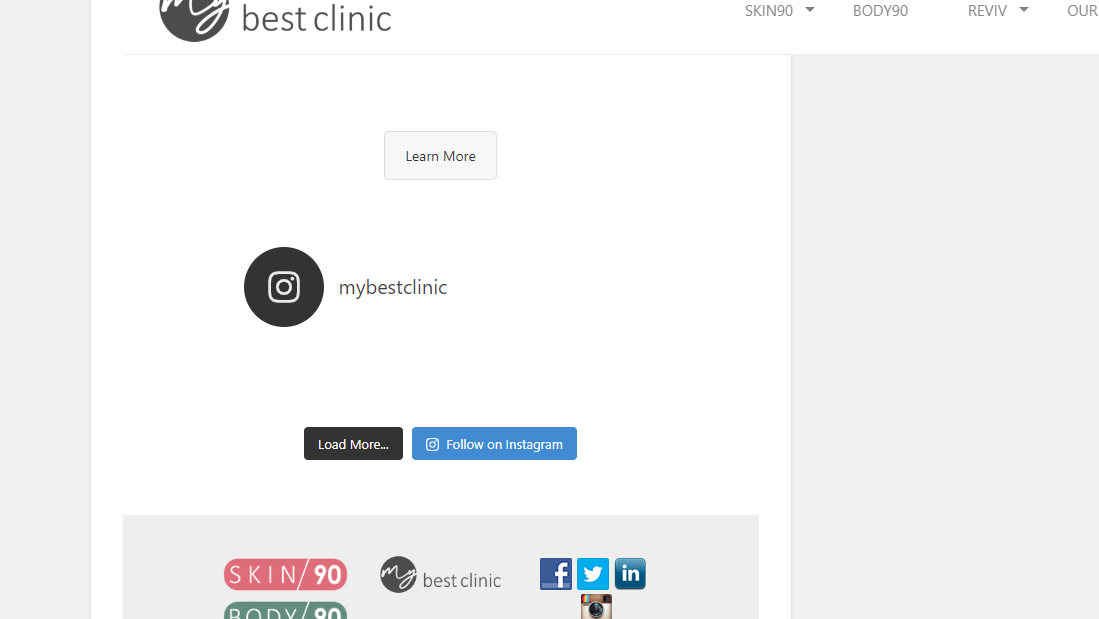 my
best clinic
SKIN90
BODY90
REVIV
OUR
Learn More
mybestclinic
Load More...
Follow on Instagram
SKIN/90
my best clinic
f
in
BODY/90